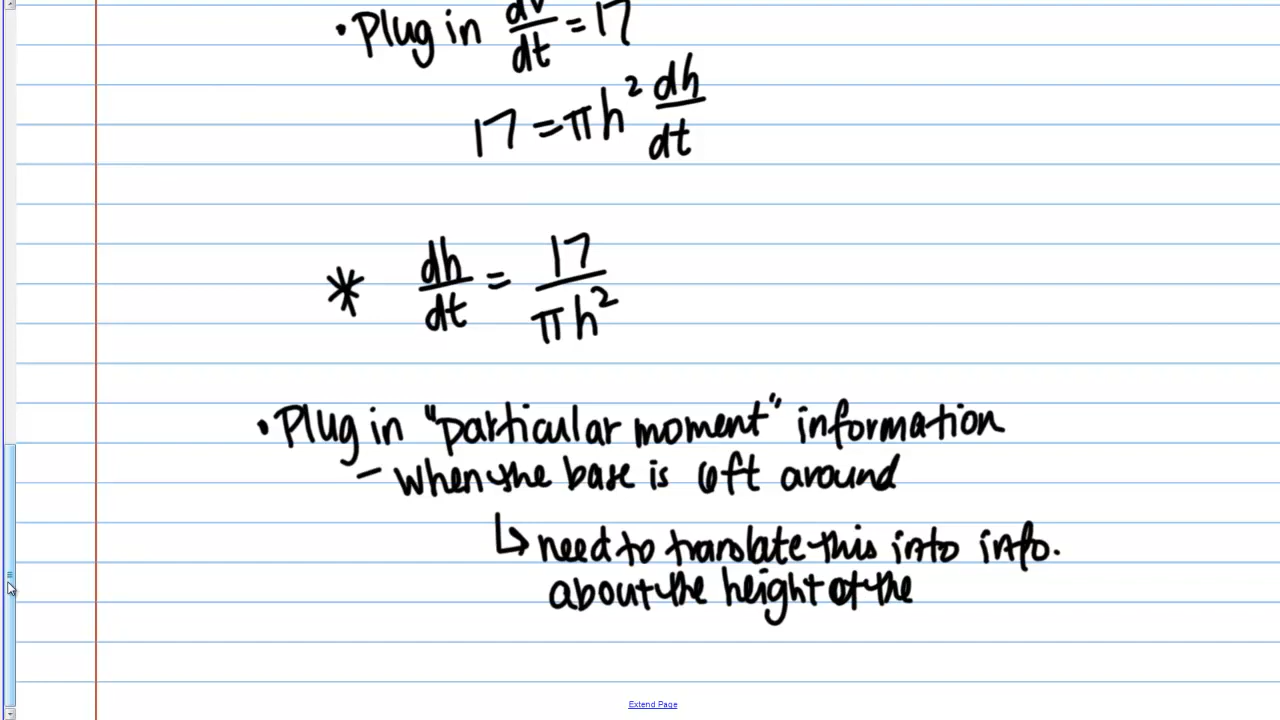 • Plug in dV/dt = 17
17 = πh² dh/dt
* dh/dt = 17/πh²
• Plug in "particular moment" information
– when the base is 6ft around
↳ need to translate this into info.
about the height of the
Extend Page